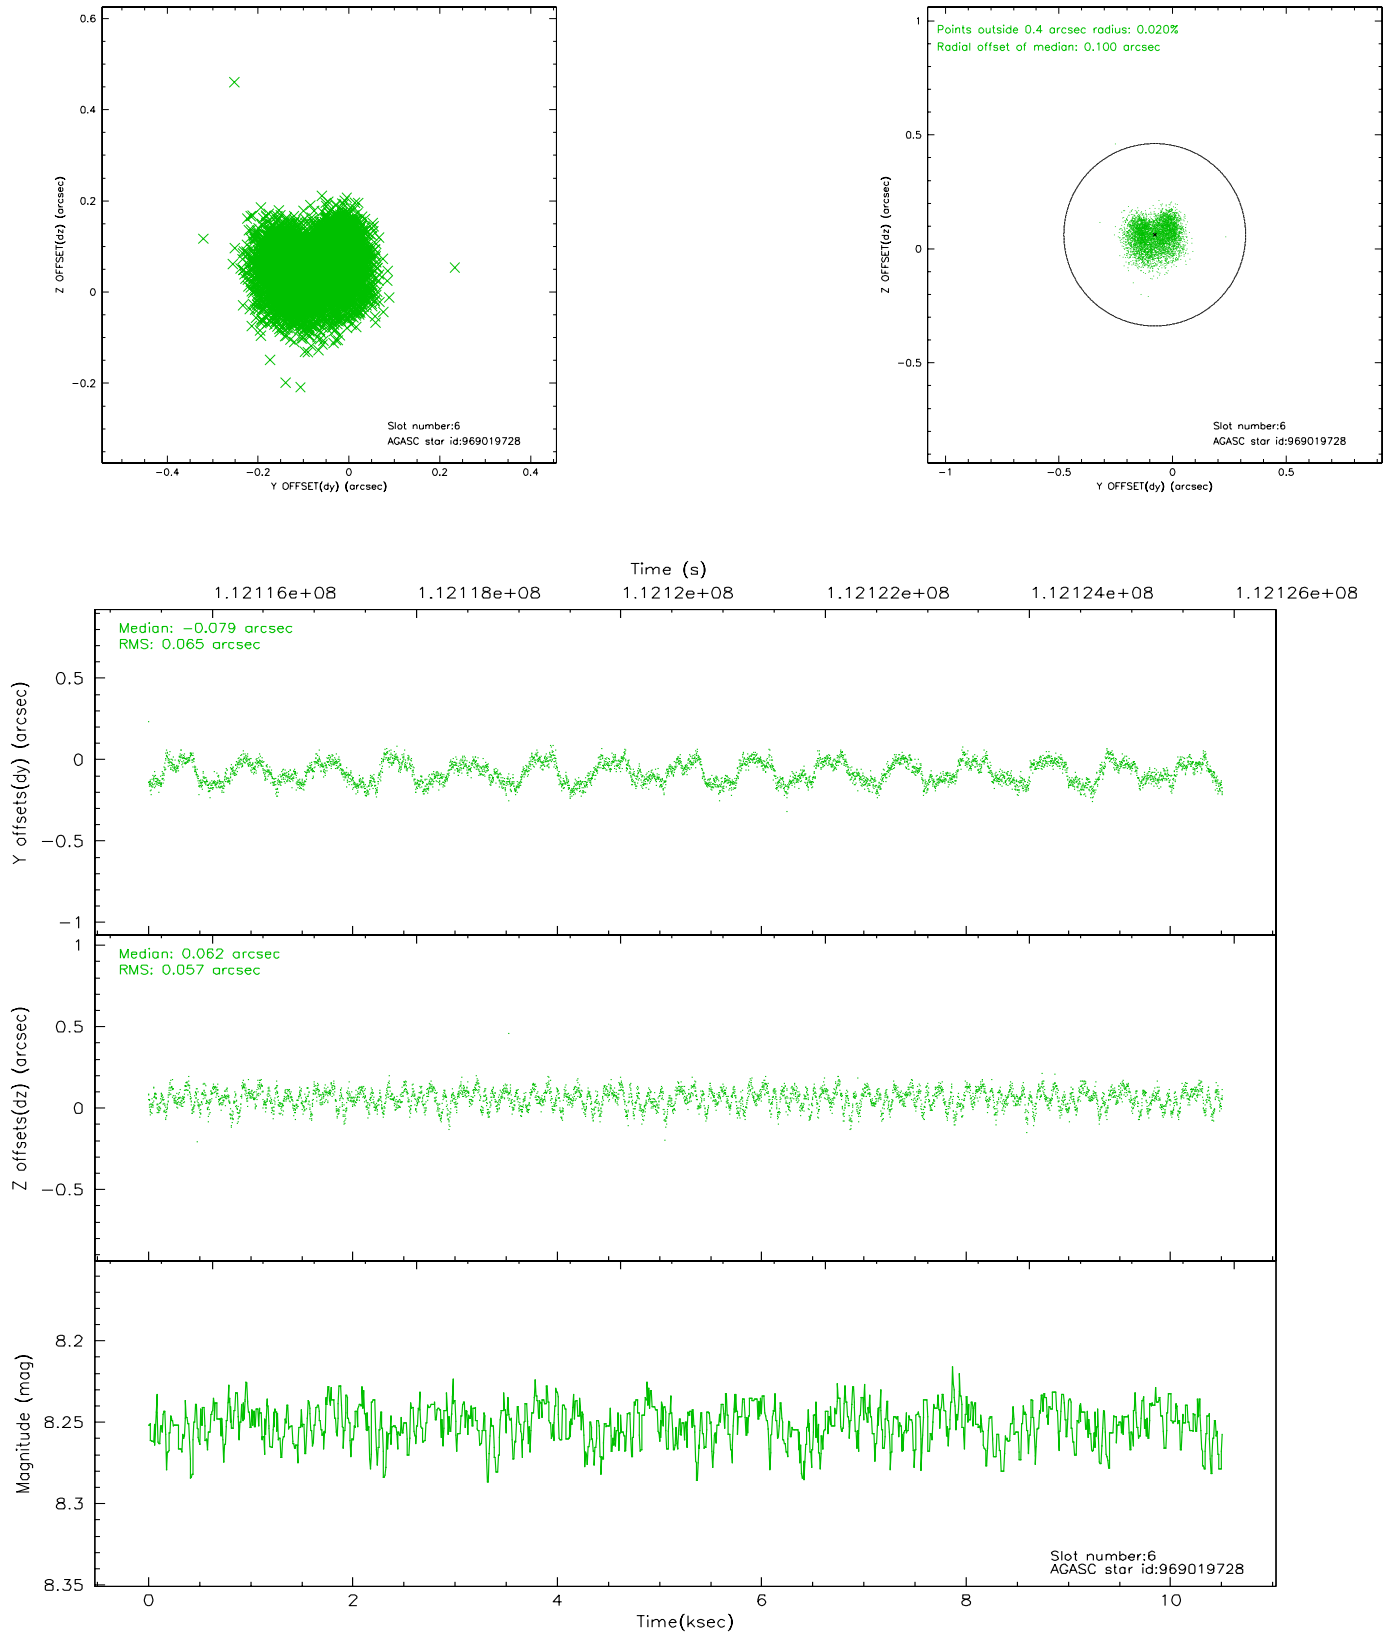 0.6
0.4
0.2
0
−0.2
Z OFFSET(dz) (arcsec)
−0.4
−0.2
0
0.2
0.4
Y OFFSET(dy) (arcsec)
Slot number:6
AGASC star id:969019728
Points outside 0.4 arcsec radius: 0.020%
Radial offset of median: 0.100 arcsec
1
0.5
0
−0.5
Z OFFSET(dz) (arcsec)
−1
−0.5
0
0.5
Y OFFSET(dy) (arcsec)
Slot number:6
AGASC star id:969019728
Time (s)
1.12116e+08
1.12118e+08
1.1212e+08
1.12122e+08
1.12124e+08
1.12126e+08
Median: −0.079 arcsec
RMS: 0.065 arcsec
0.5
0
−0.5
−1
Y offsets(dy) (arcsec)
Median: 0.062 arcsec
RMS: 0.057 arcsec
1
0.5
0
−0.5
Z offsets(dz) (arcsec)
8.2
8.25
8.3
8.35
Magnitude (mag)
Slot number:6
AGASC star id:969019728
0
2
4
6
8
10
Time(ksec)